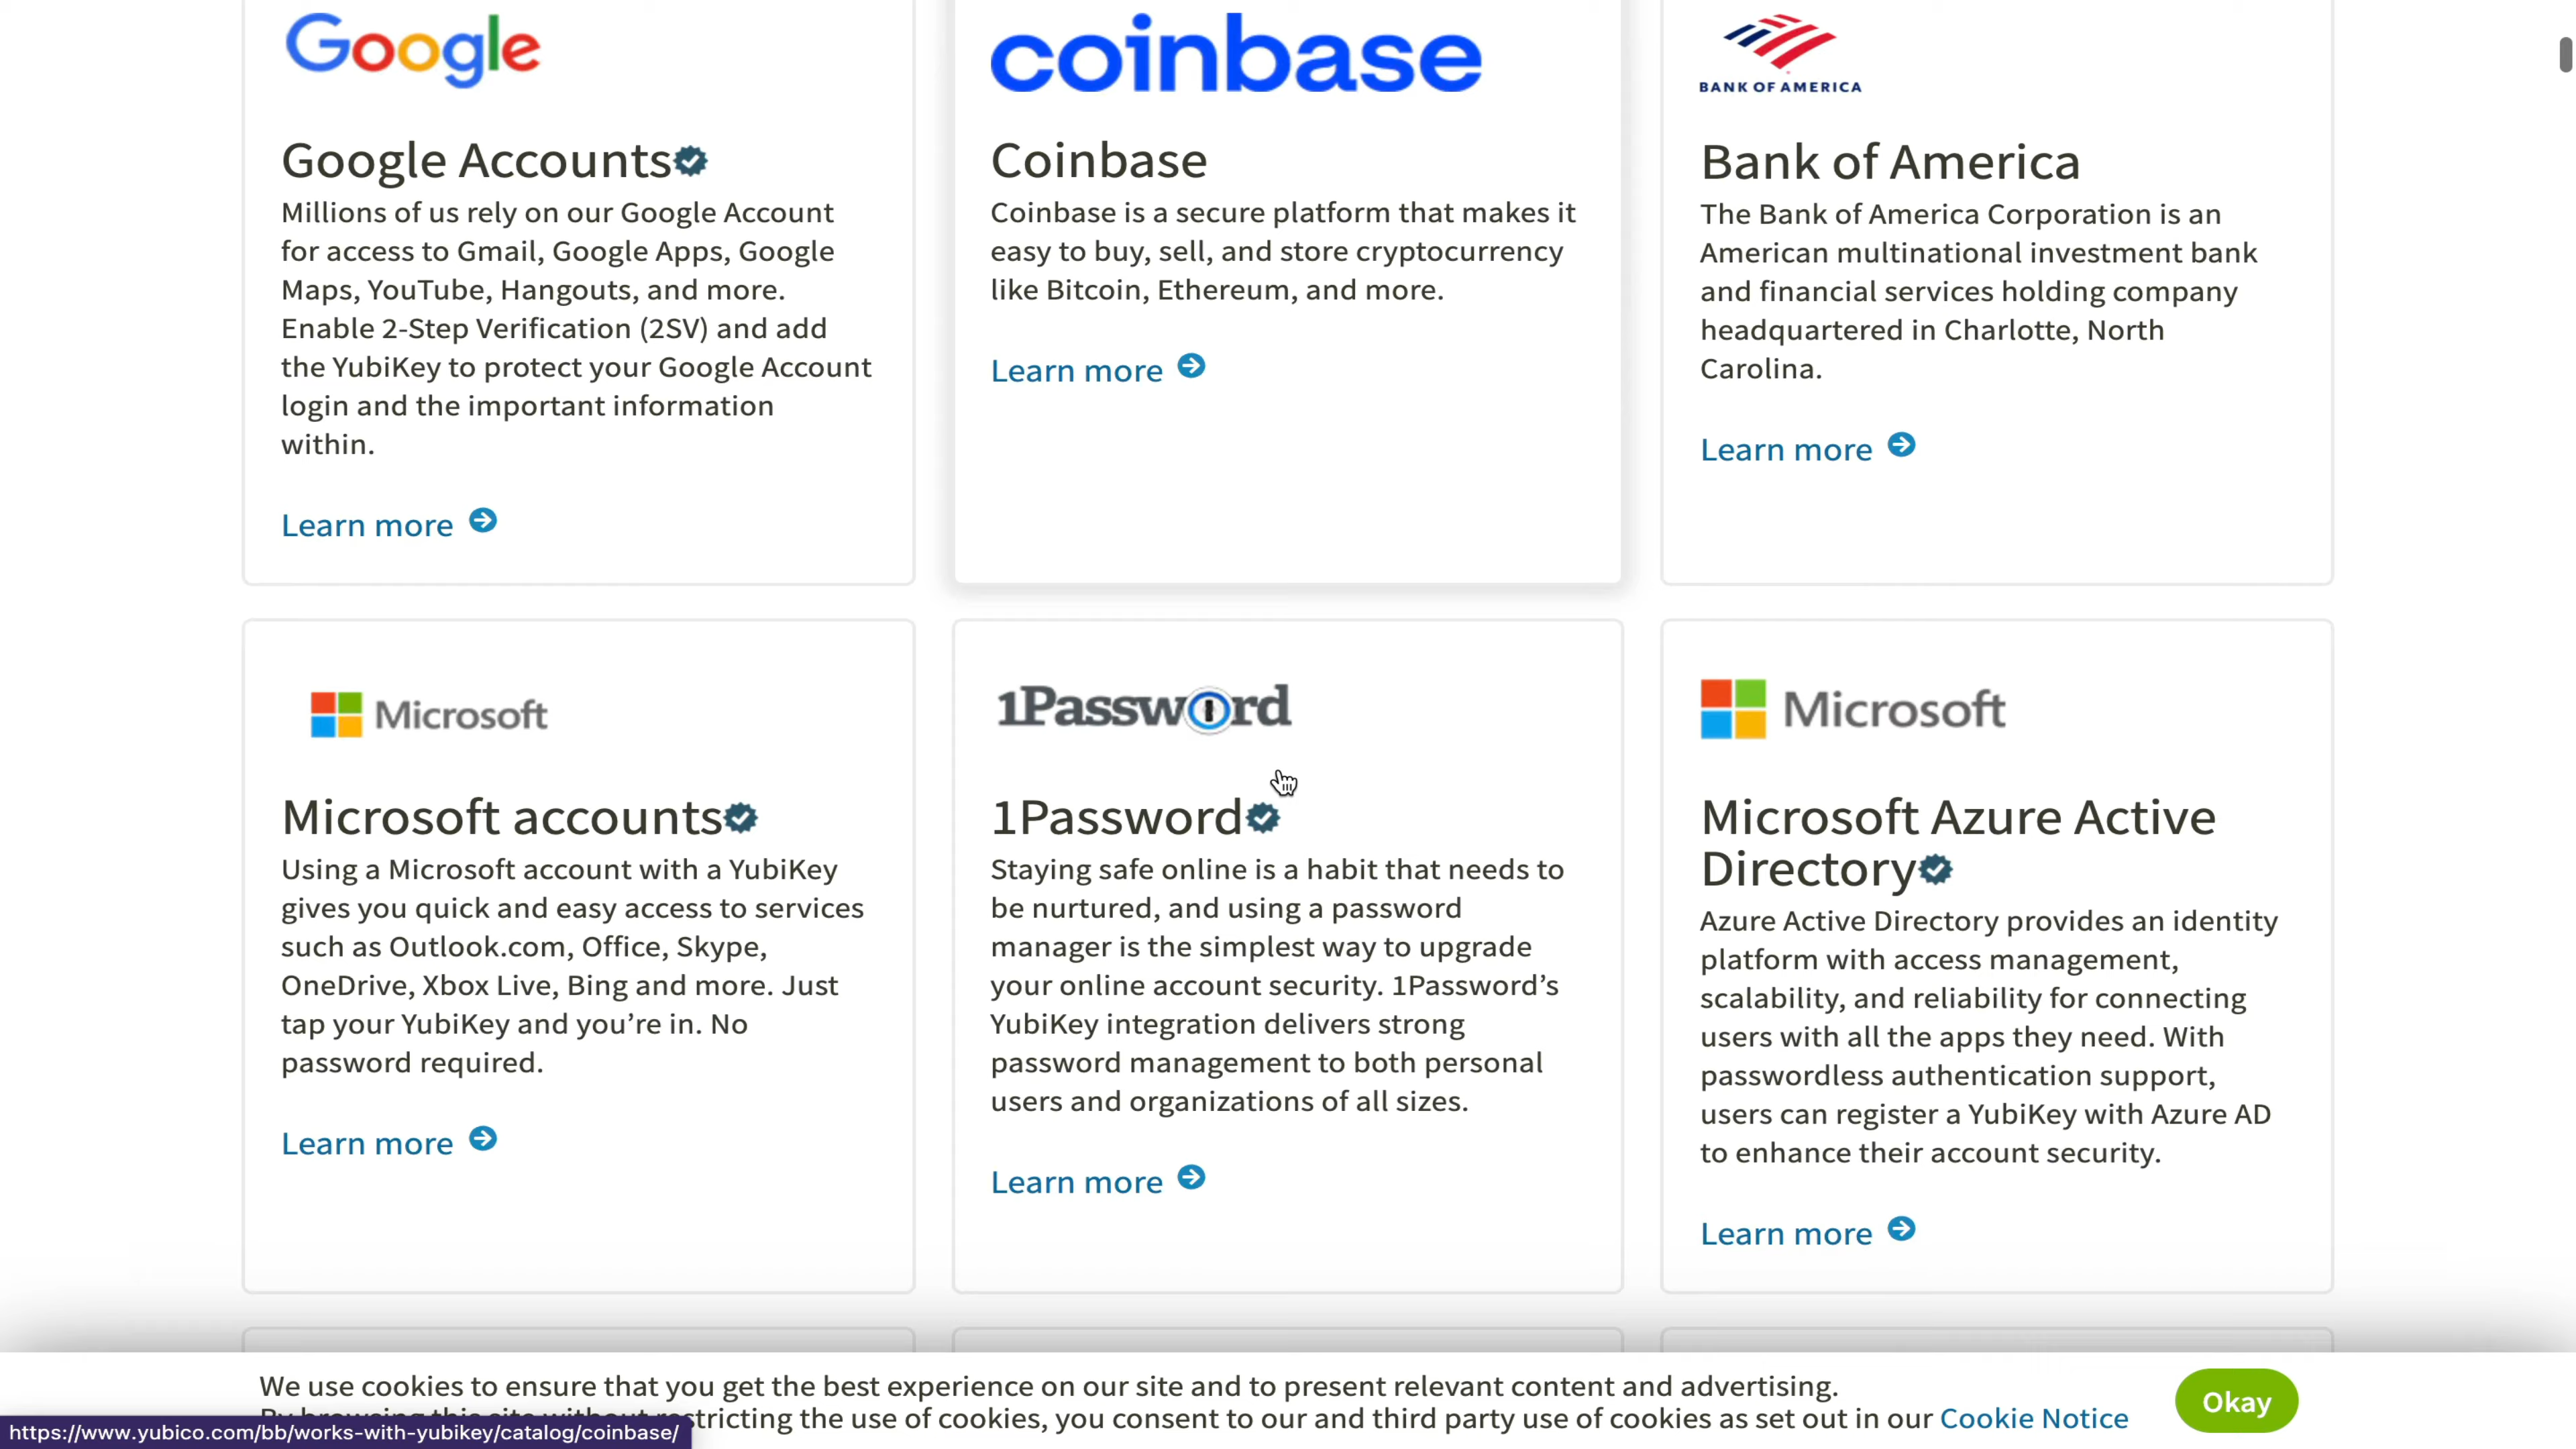 Google
Google Accounts
Millions of us rely on our Google Account
for access to Gmail, Google Apps, Google
Maps, YouTube, Hangouts, and more.
Enable 2-Step Verification (2SV) and add
the YubiKey to protect your Google Account
login and the important information
within.
Learn more
coinbase
Coinbase
Coinbase is a secure platform that makes it
easy to buy, sell, and store cryptocurrency
like Bitcoin, Ethereum, and more.
Learn more
BANK OF AMERICA
Bank of America
The Bank of America Corporation is an
American multinational investment bank
and financial services holding company
headquartered in Charlotte, North
Carolina.
Learn more
Microsoft
Microsoft accounts
Using a Microsoft account with a YubiKey
gives you quick and easy access to services
such as Outlook.com, Office, Skype,
OneDrive, Xbox Live, Bing and more. Just
tap your YubiKey and you’re in. No
password required.
Learn more
1Password
1Password
Staying safe online is a habit that needs to
be nurtured, and using a password
manager is the simplest way to upgrade
your online account security. 1Password’s
YubiKey integration delivers strong
password management to both personal
users and organizations of all sizes.
Learn more
Microsoft
Microsoft Azure Active
Directory
Azure Active Directory provides an identity
platform with access management,
scalability, and reliability for connecting
users with all the apps they need. With
passwordless authentication support,
users can register a YubiKey with Azure AD
to enhance their account security.
Learn more
We use cookies to ensure that you get the best experience on our site and to present relevant content and advertising.
By browsing this site without restricting the use of cookies, you consent to our and third party use of cookies as set out in our Cookie Notice
Okay
https://www.yubico.com/bb/works-with-yubikey/catalog/coinbase/